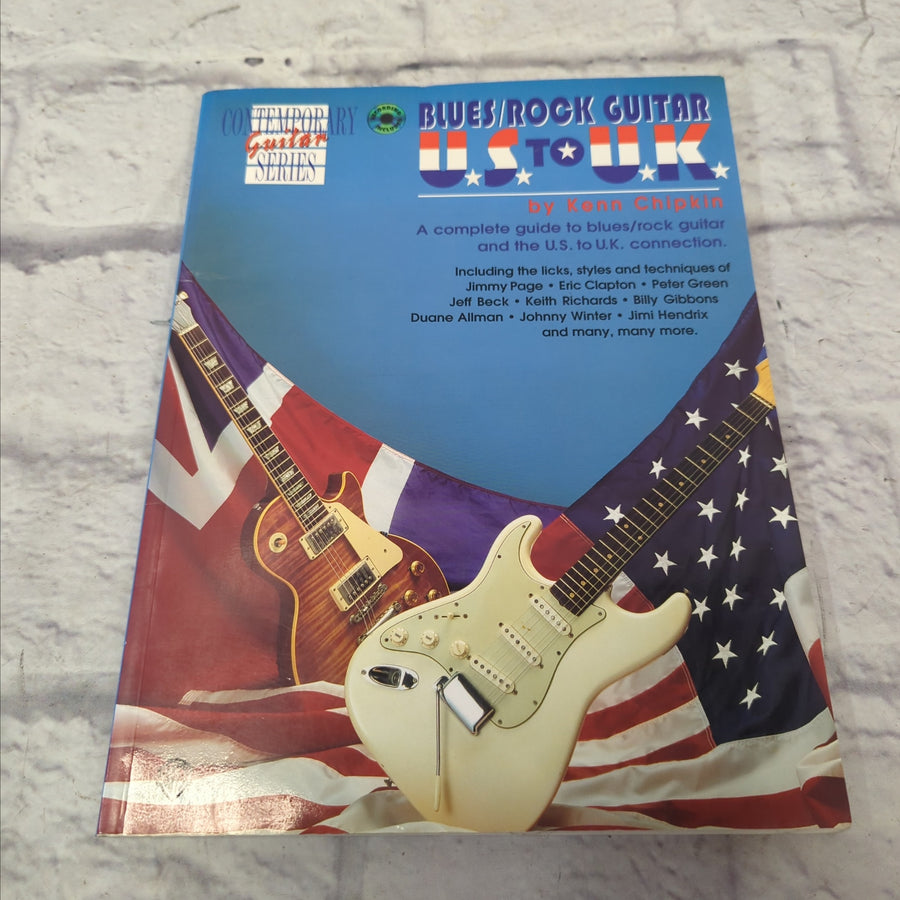 CONTEMPORARY
Guitar
SERIES
RECORDING
INCLUDED
BLUES/ROCK GUITAR
U.S. TO U.K.
by Kenn Chipkin
A complete guide to blues/rock guitar
and the U.S. to U.K. connection.
Including the licks, styles and techniques of
Jimmy Page • Eric Clapton • Peter Green
Jeff Beck • Keith Richards • Billy Gibbons
Duane Allman • Johnny Winter • Jimi Hendrix
and many, many more.